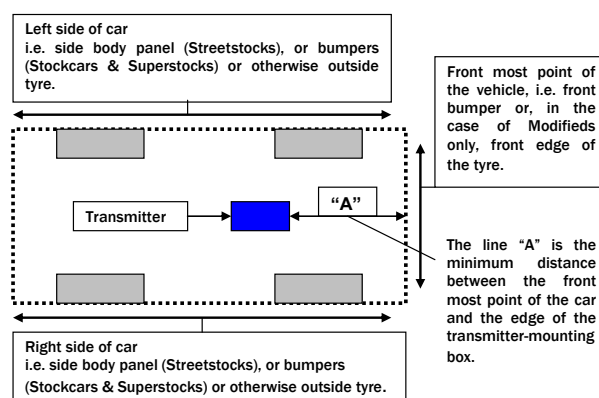 Left side of car
i.e. side body panel (Streetstocks), or bumpers
(Stockcars & Superstocks) or otherwise outside
tyre.
Front most point of
the vehicle, i.e. front
bumper or, in the
case of Modifieds
only, front edge of
the tyre.
Transmitter
“A”
The line “A” is the
minimum distance
between the front
most point of the car
and the edge of the
transmitter-mounting
box.
Right side of car
i.e. side body panel (Streetstocks), or bumpers
(Stockcars & Superstocks) or otherwise outside tyre.